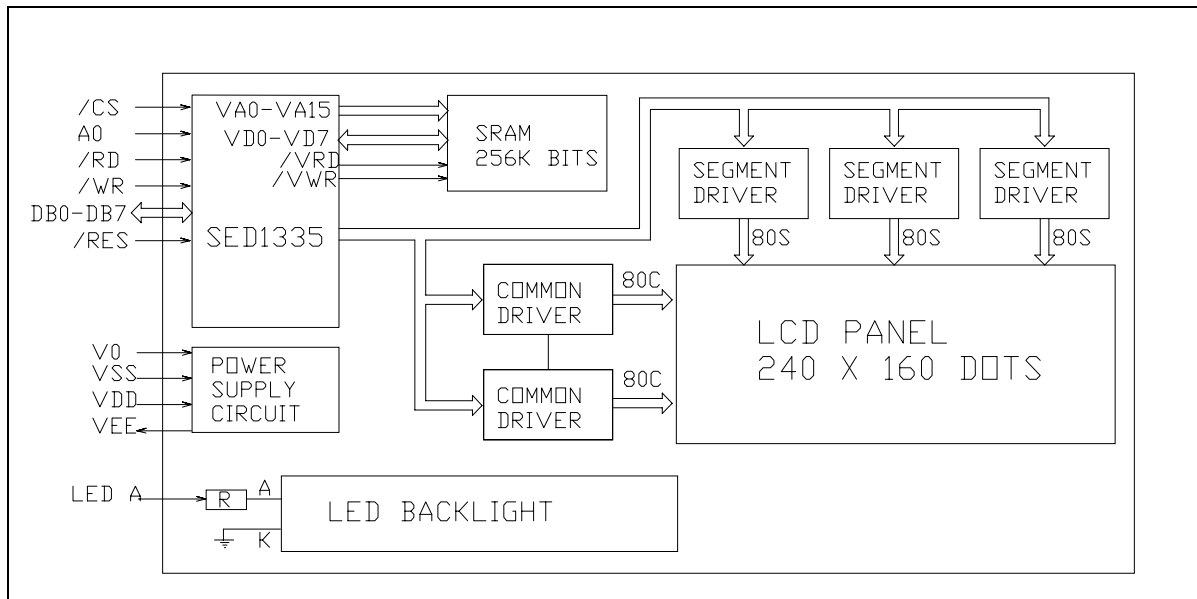 /CS
A0
/RD
/WR
DB0-DB7
/RES
VA0-VA15
VD0-VD7
/VRD
/VWR
SED1335
SRAM
256K BITS
SEGMENT
DRIVER
SEGMENT
DRIVER
SEGMENT
DRIVER
80S
80S
80S
COMMON
DRIVER
80C
COMMON
DRIVER
80C
LCD PANEL
240 X 160 DOTS
V0
VSS
VDD
VEE
POWER
SUPPLY
CIRCUIT
LED A
R
A
K
LED BACKLIGHT